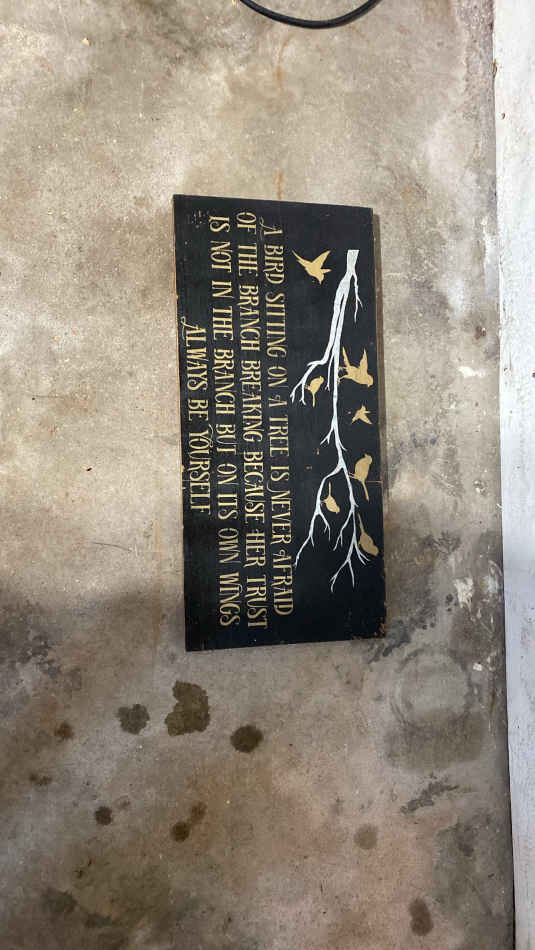 A BIRD SITTING ON A TREE IS NEVER AFRAID
OF THE BRANCH BREAKING BECAUSE HER TRUST
IS NOT IN THE BRANCH BUT ON IT'S OWN WINGS
ALWAYS BE YOURSELF